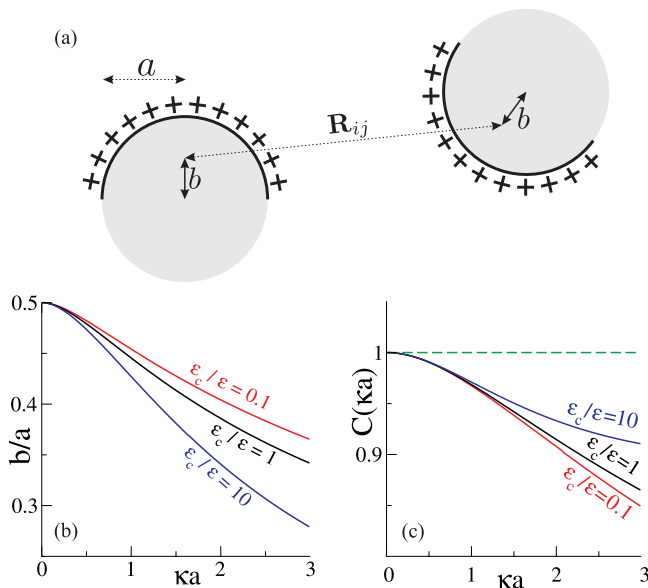 (a)
a
b
R_ij
b
+ + + + + + + + + + +
+ + + + + + + + + + +
0.5
0.4
0.3
b/a
ε_c/ε=0.1
ε_c/ε=1
ε_c/ε=10
(b)
0 1 2 3
κa
1
0.9
C(κa)
ε_c/ε=10
ε_c/ε=1
ε_c/ε=0.1
(c)
0 1 2 3
κa